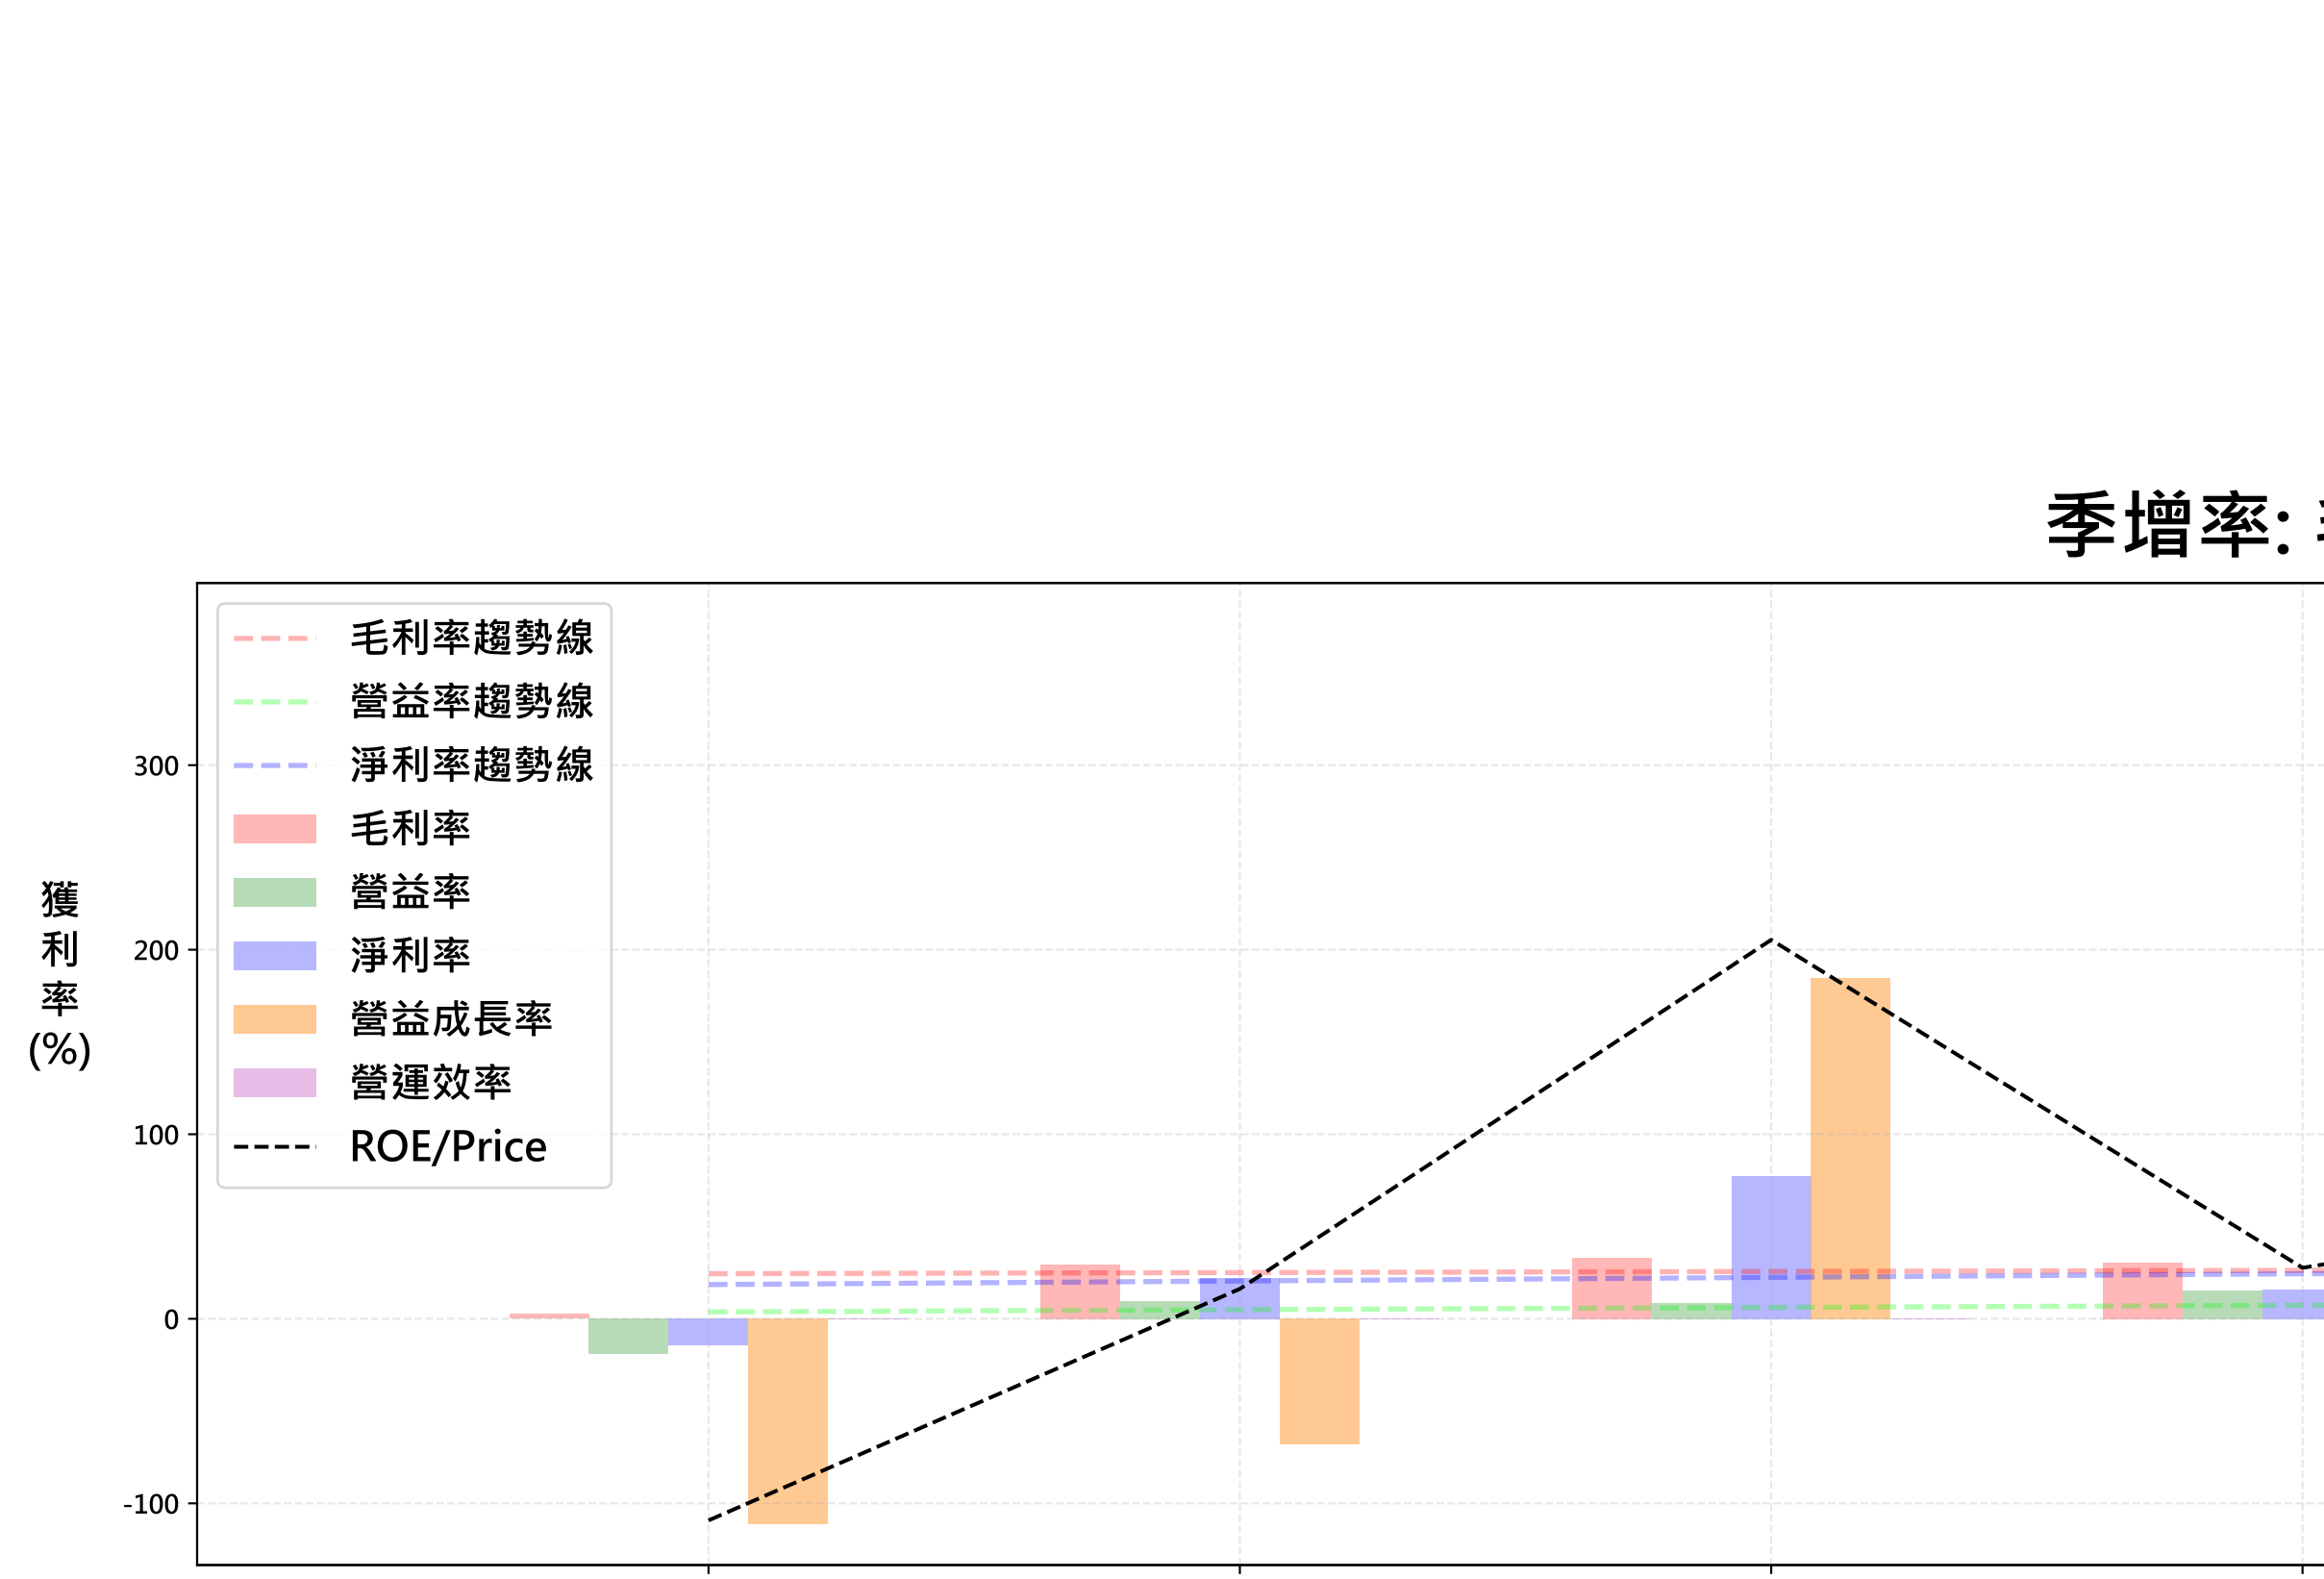 季增率:
毛利率趨勢線
營益率趨勢線
淨利率趨勢線
毛利率
營益率
淨利率
營益成長率
營運效率
ROE/Price
獲
利
率
(%)
300
200
100
0
-100